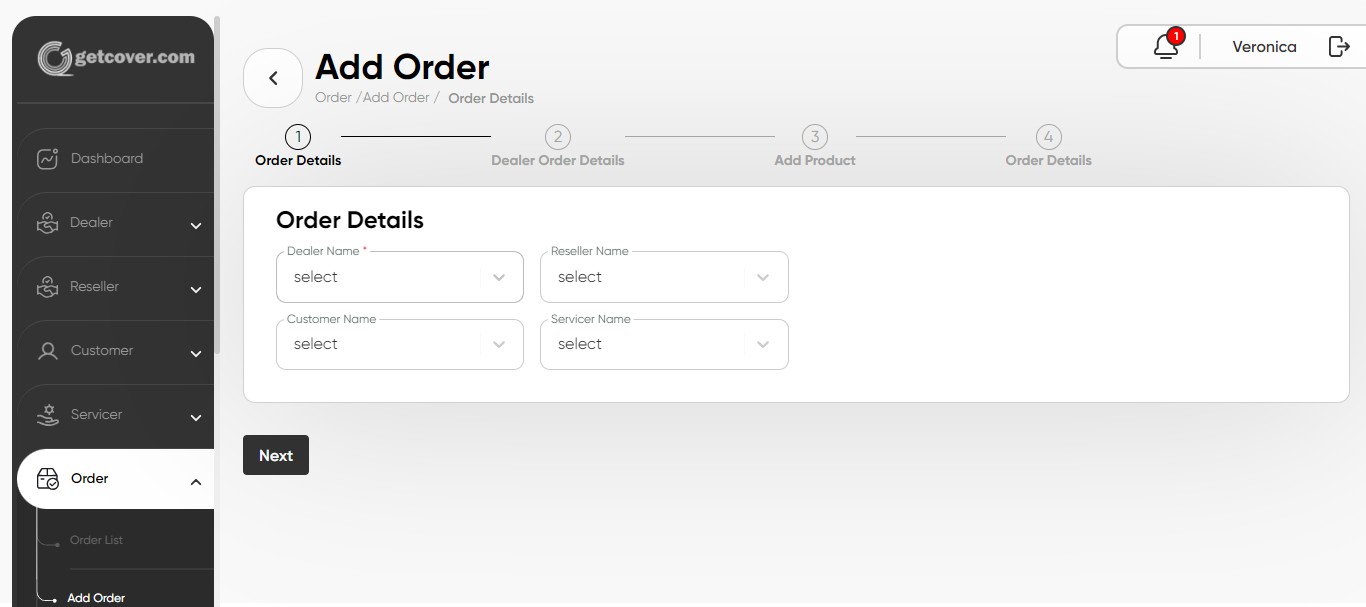 getcover.com
Dashboard
Dealer
Reseller
Customer
Servicer
Order
Order List
Add Order
1
Veronica
Add Order
Order /Add Order / Order Details
1
Order Details
2
Dealer Order Details
3
Add Product
4
Order Details
Order Details
Dealer Name *
select
Reseller Name
select
Customer Name
select
Servicer Name
select
Next